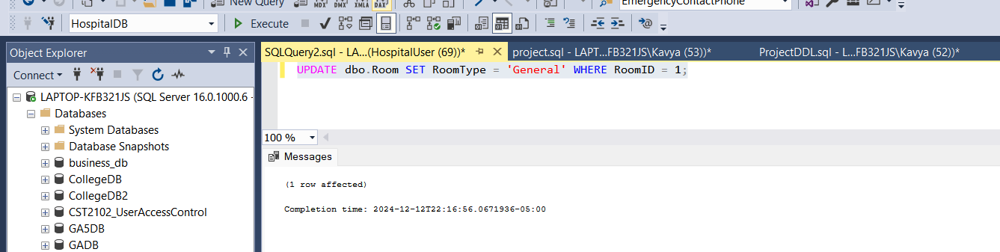 New Query
MDX DMX XMLA DAX
EmergencyContactPhone
HospitalDB
Execute
Object Explorer
Connect
LAPTOP-KFB321JS (SQL Server 16.0.1000.6 -
Databases
System Databases
Database Snapshots
business_db
CollegeDB
CollegeDB2
CST2102_UserAccessControl
GA5DB
GADB
SQLQuery2.sql - LA...(HospitalUser (69))*
project.sql - LAPT...FB321JS\Kavya (53))*
ProjectDDL.sql - L...FB321JS\Kavya (52))*
UPDATE dbo.Room SET RoomType = 'General' WHERE RoomID = 1;
100 %
Messages
(1 row affected)
Completion time: 2024-12-12T22:16:56.0671936-05:00